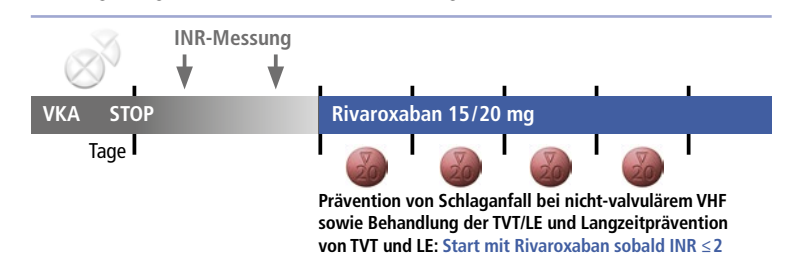 INR-Messung
VKA STOP
Rivaroxaban 15/20 mg
Tage
20 20 20 20
Prävention von Schlaganfall bei nicht-valvulärem VHF
sowie Behandlung der TVT/LE und Langzeitprävention
von TVT und LE: Start mit Rivaroxaban sobald INR ≤2